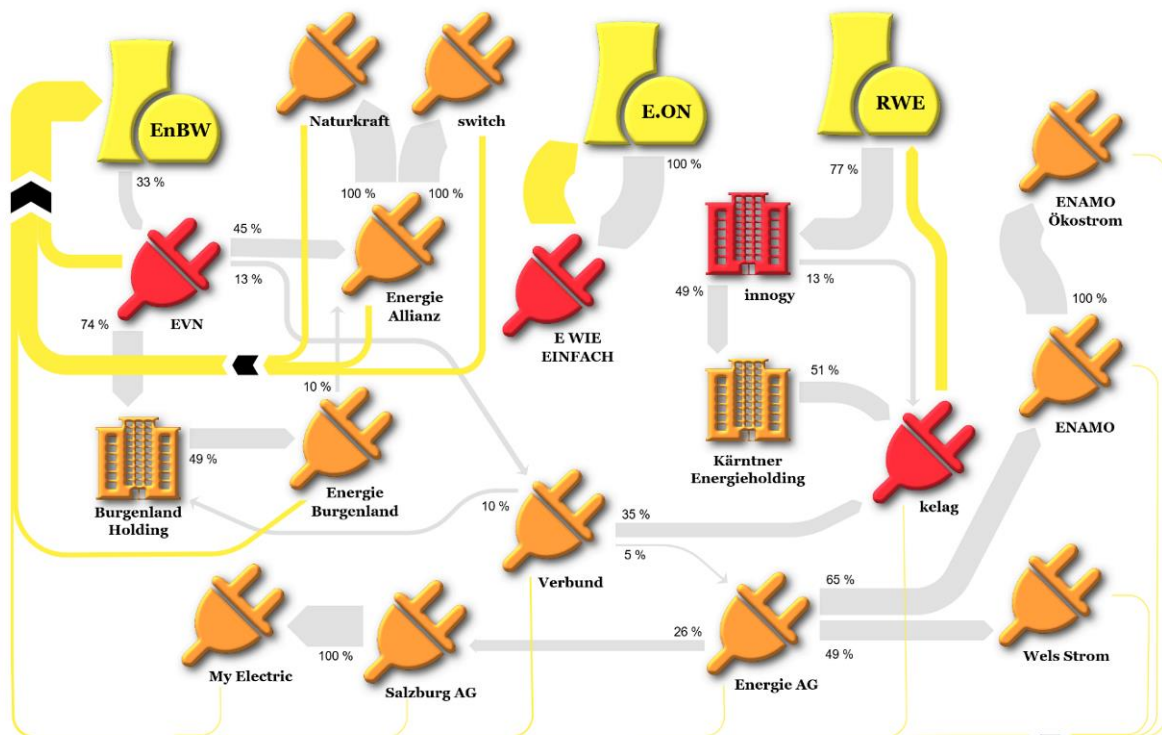 EnBW
Naturkraft
switch
E.ON
RWE
33 %
100 %
100 %
100 %
77 %
ENAMO
Ökostrom
45 %
13 %
EVN
Energie
Allianz
E WIE
EINFACH
innogy
49 %
13 %
100 %
74 %
10 %
51 %
ENAMO
49 %
Burgenland
Holding
Energie
Burgenland
10 %
Kärntner
Energieholding
kelag
35 %
5 %
Verbund
65 %
49 %
26 %
Wels Strom
My Electric
100 %
Salzburg AG
Energie AG